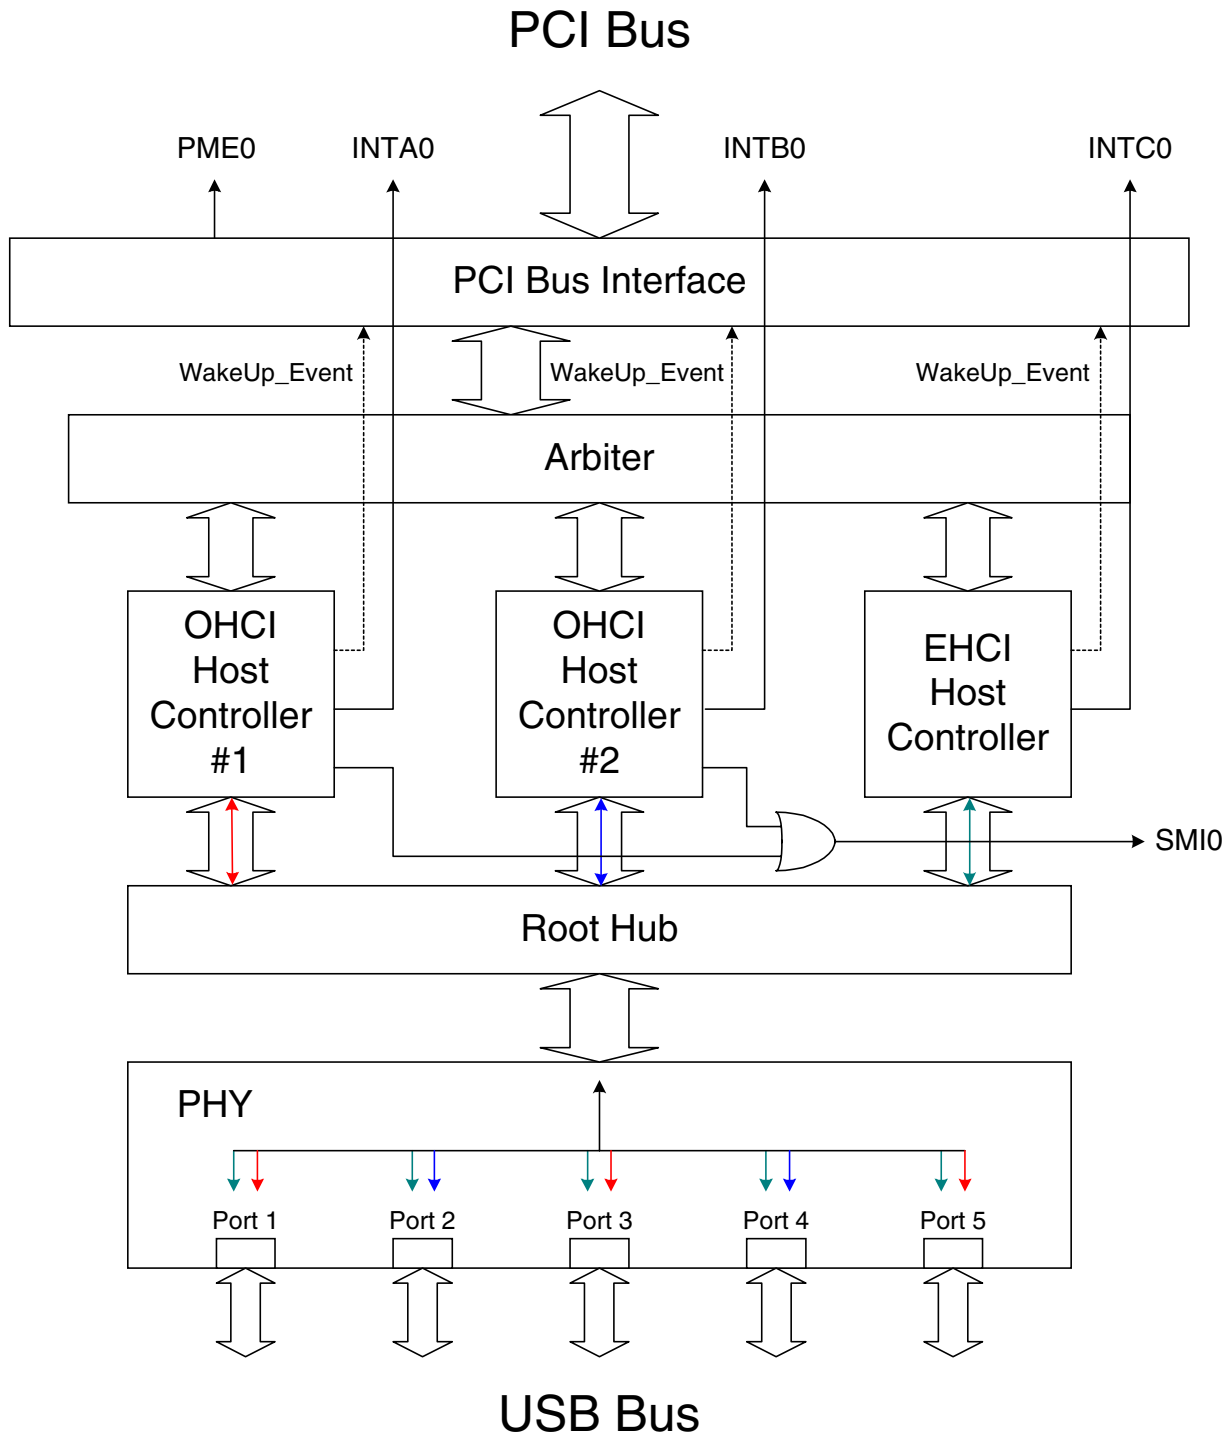 PCI Bus
PME0
INTA0
INTB0
INTC0
PCI Bus Interface
WakeUp_Event
WakeUp_Event
WakeUp_Event
Arbiter
OHCI
Host
Controller
#1
OHCI
Host
Controller
#2
EHCI
Host
Controller
SMI0
Root Hub
PHY
Port 1
Port 2
Port 3
Port 4
Port 5
USB Bus